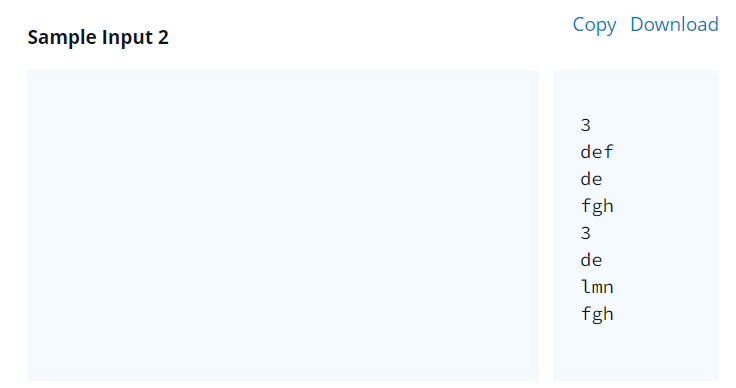 Copy Download
Sample Input 2
3
def
de
fgh
3
de
lmn
fgh